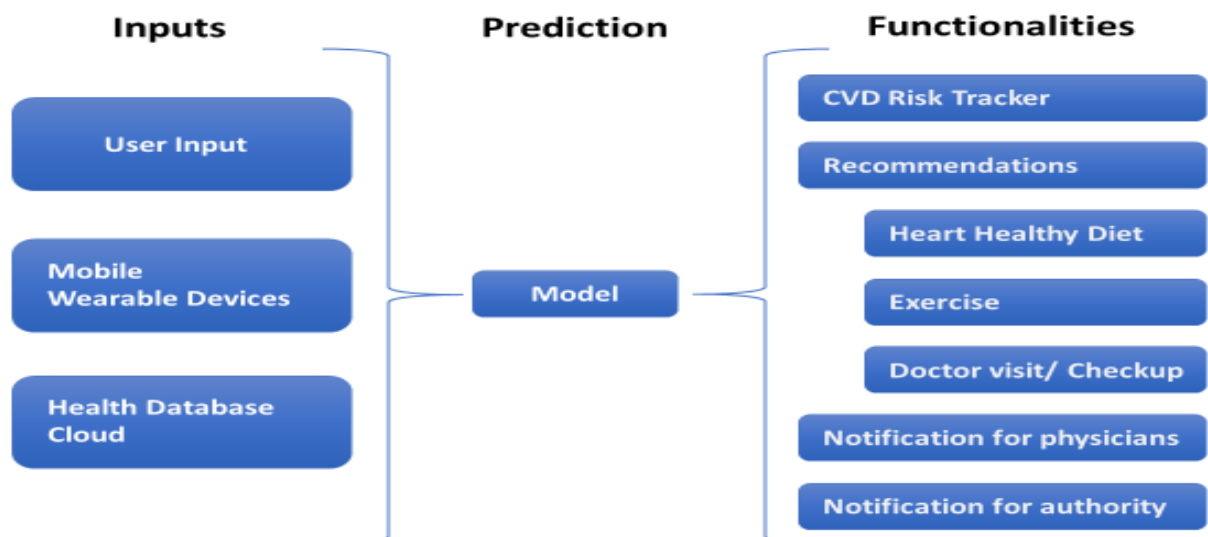 Inputs
Prediction
Functionalities
User Input
Mobile
Wearable Devices
Health Database
Cloud
Model
CVD Risk Tracker
Recommendations
Heart Healthy Diet
Exercise
Doctor visit/ Checkup
Notification for physicians
Notification for authority